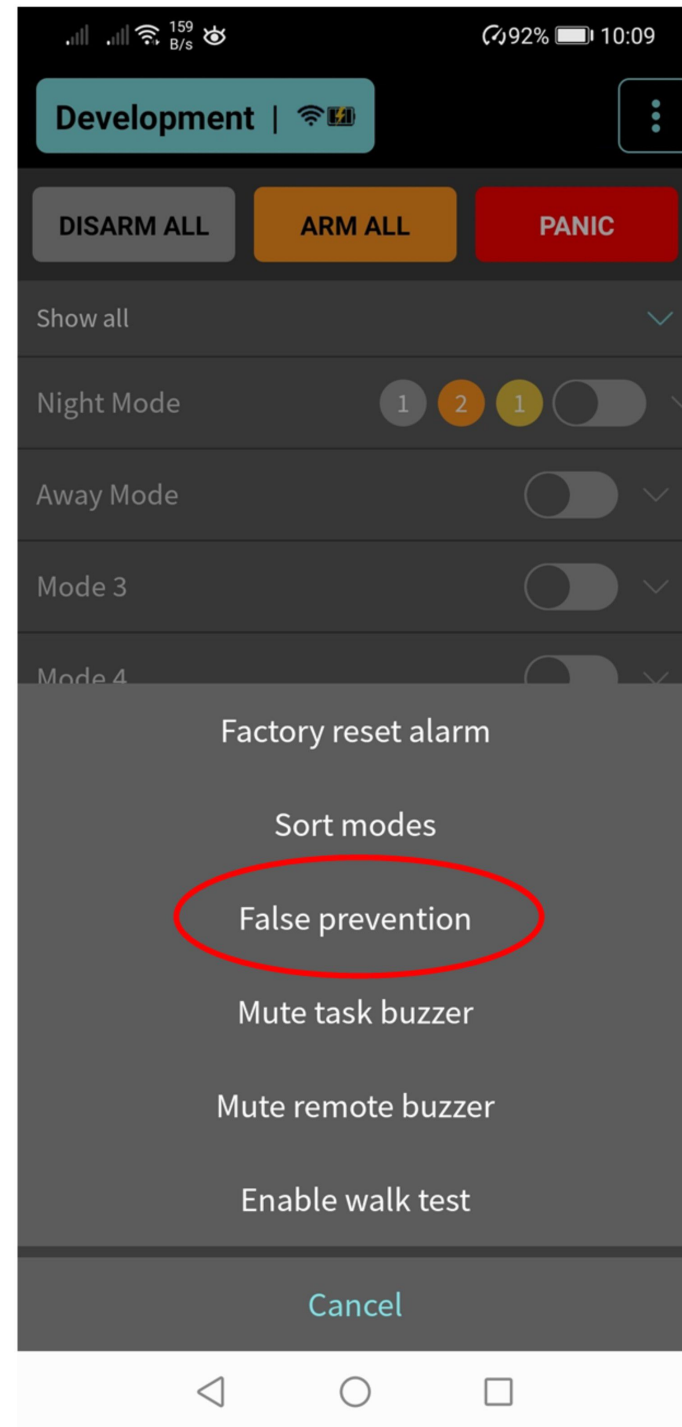 159
B/s
92%
10:09
Development |
DISARM ALL
ARM ALL
PANIC
Show all
Night Mode
1
2
1
Away Mode
Mode 3
Mode 4
Factory reset alarm
Sort modes
False prevention
Mute task buzzer
Mute remote buzzer
Enable walk test
Cancel